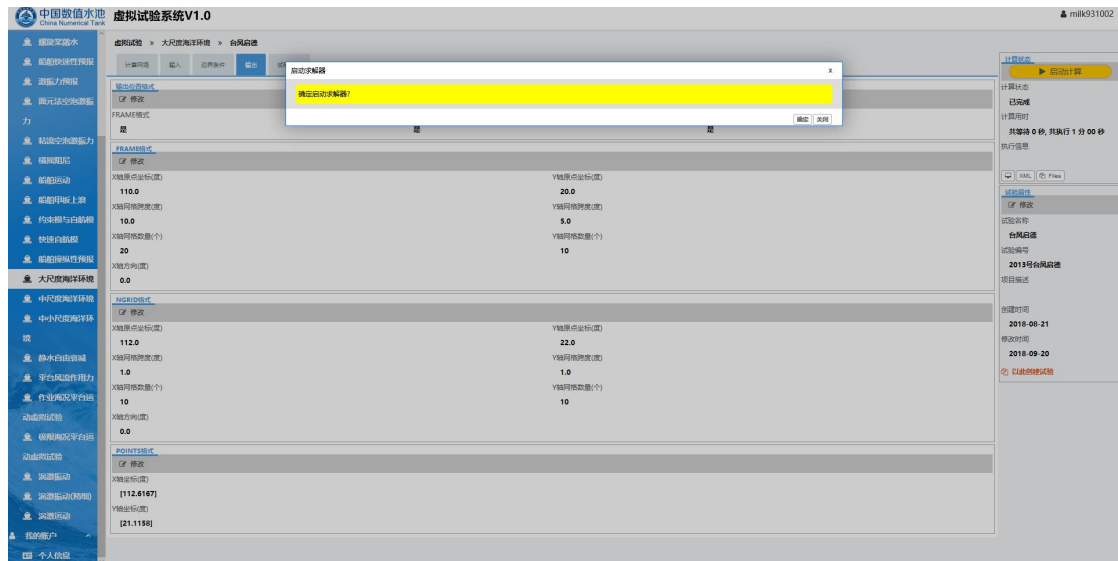 中国数值水池
China Numerical Tank
虚拟试验系统V1.0
milk931002
螺旋桨敞水
船舶快速性预报
激振力预报
面元法空泡激振
力
粘流空泡激振力
横摇阻尼
船舶运动
船舶甲板上浪
约束模与自航模
快速自航模
船舶操纵性预报
大尺度海洋环境
中尺度海洋环境
中小尺度海洋环
境
静水自由衰减
平台风流作用力
作业海况平台运
动虚拟试验
极限海况平台运
动虚拟试验
涡激振动
涡激振动(和谐)
涡激运动
我的账户
个人信息
虚拟试验 » 大尺度海洋环境 » 台风启德
计算网络
输入
边界条件
输出
启动求解器
x
确定启动求解器?
确定
关闭
输出位置格式
修改
FRAME格式
是
是
是
FRAME格式
修改
X轴原点坐标(度)
Y轴原点坐标(度)
110.0
20.0
X轴网格跨度(度)
Y轴网格跨度(度)
10.0
5.0
X轴网格数量(个)
Y轴网格数量(个)
20
10
X轴方向(度)
0.0
NGRID格式
修改
X轴原点坐标(度)
Y轴原点坐标(度)
112.0
22.0
X轴网格跨度(度)
Y轴网格跨度(度)
1.0
1.0
X轴网格数量(个)
Y轴网格数量(个)
10
10
X轴方向(度)
0.0
POINTS格式
修改
X轴坐标(度)
[112.6167]
Y轴坐标(度)
[21.1158]
计算状态
启动计算
计算状态
已完成
计算用时
共等待 0 秒, 共执行 1 分 00 秒
执行信息
XML
Files
试验属性
修改
试验名称
台风启德
试验编号
2013号台风启德
项目描述
创建时间
2018-08-21
修改时间
2018-09-20
以此创建试验